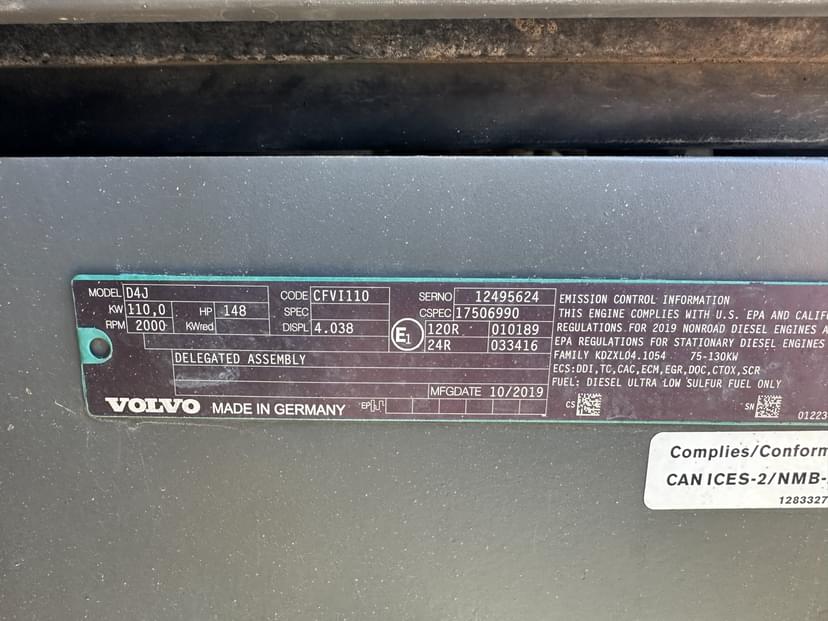 MODEL D4J CODE CFVI110 SERNO 12495624
KW 110,0 HP 148 SPEC CSPEC 17506990
RPM 2000 KWred DISPL 4.038 E1 120R 010189
24R 033416
DELEGATED ASSEMBLY
MFGDATE 10/2019
VOLVO MADE IN GERMANY EP
EMISSION CONTROL INFORMATION
THIS ENGINE COMPLIES WITH U.S. EPA AND CALIF
REGULATIONS FOR 2019 NONROAD DIESEL ENGINES A
EPA REGULATIONS FOR STATIONARY DIESEL ENGINES
FAMILY KDZXL04.1054 75-130KW
ECS:DDI,TC,CAC,ECM,EGR,DOC,CTOX,SCR
FUEL: DIESEL ULTRA LOW SULFUR FUEL ONLY
CS SN 01223
Complies/Conform
CAN ICES-2/NMB-
1283327